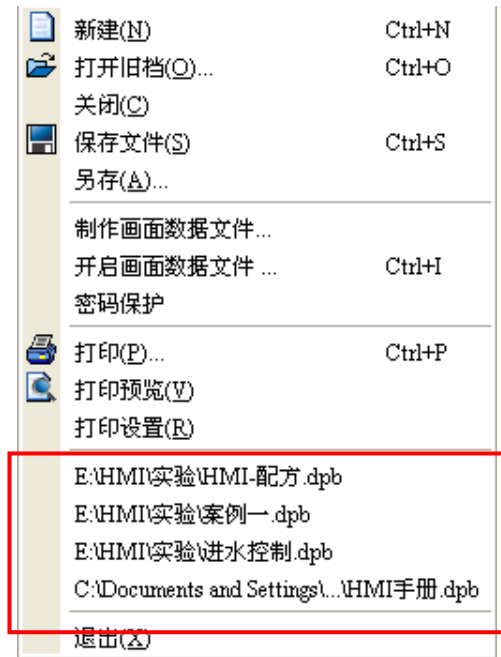 新建(N) Ctrl+N
打开旧档(O)... Ctrl+O
关闭(C)
保存文件(S) Ctrl+S
另存(A)...
制作画面数据文件...
开启画面数据文件 ... Ctrl+I
密码保护
打印(P)... Ctrl+P
打印预览(V)
打印设置(R)
E:\HMI\实验\HMI-配方.dpb
E:\HMI\实验\案例一.dpb
E:\HMI\实验\进水控制.dpb
C:\Documents and Settings\...\HMI手册.dpb
退出(X)